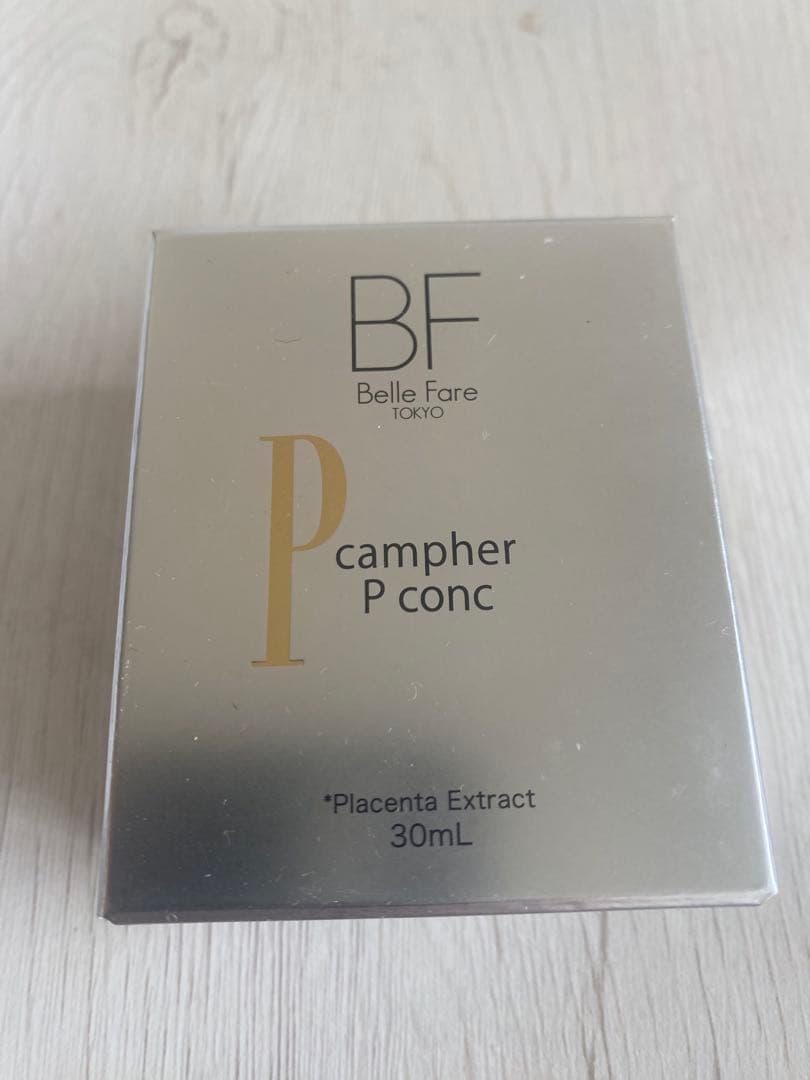 BF
Belle Fare
TOKYO
P
campher
P conc
*Placenta Extract
30mL